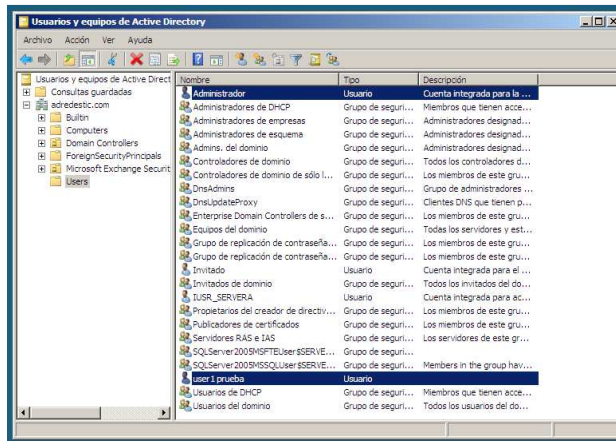 Usuarios y equipos de Active Directory
Archivo Acción Ver Ayuda
Usuarios y equipos de Active Direct
Consultas guardadas
adredestic.com
Builtin
Computers
Domain Controllers
ForeignSecurityPrincipals
Microsoft Exchange Securit
Users
Nombre Tipo Descripción
Administrador Usuario Cuenta integrada para la ...
Administradores de DHCP Grupo de seguri... Miembros que tienen acce...
Administradores de empresas Grupo de seguri... Administradores designad...
Administradores de esquema Grupo de seguri... Administradores designad...
Admins. del dominio Grupo de seguri... Administradores designad...
Controladores de dominio Grupo de seguri... Todos los controladores d...
Controladores de dominio de sólo l... Grupo de seguri... Los miembros de este gru...
DnsAdmins Grupo de seguri... Grupo de administradores ...
DnsUpdateProxy Grupo de seguri... Clientes DNS que tienen p...
Enterprise Domain Controllers de s... Grupo de seguri... Los miembros de este gru...
Equipos del dominio Grupo de seguri... Todas los servidores y est...
Grupo de replicación de contraseña... Grupo de seguri... Los miembros de este gru...
Grupo de replicación de contraseña... Grupo de seguri... Los miembros de este gru...
Invitado Usuario Cuenta integrada para el ...
Invitados de dominio Grupo de seguri... Todos los invitados del do...
IUSR_SERVERA Usuario Cuenta integrada para ac...
Propietarios del creador de directiv... Grupo de seguri... Los miembros de este gru...
Publicadores de certificados Grupo de seguri... Los miembros de este gru...
Servidores RAS e IAS Grupo de seguri... Los servidores de este gr...
SQLServer2005MSFTEUser$SERVE... Grupo de seguri...
SQLServer2005MSSQLUser$SERVE... Grupo de seguri... Members in the group hav...
user1 prueba Usuario
Usuarios de DHCP Grupo de seguri... Miembros que tienen acce...
Usuarios del dominio Grupo de seguri... Todos los usuarios del do...